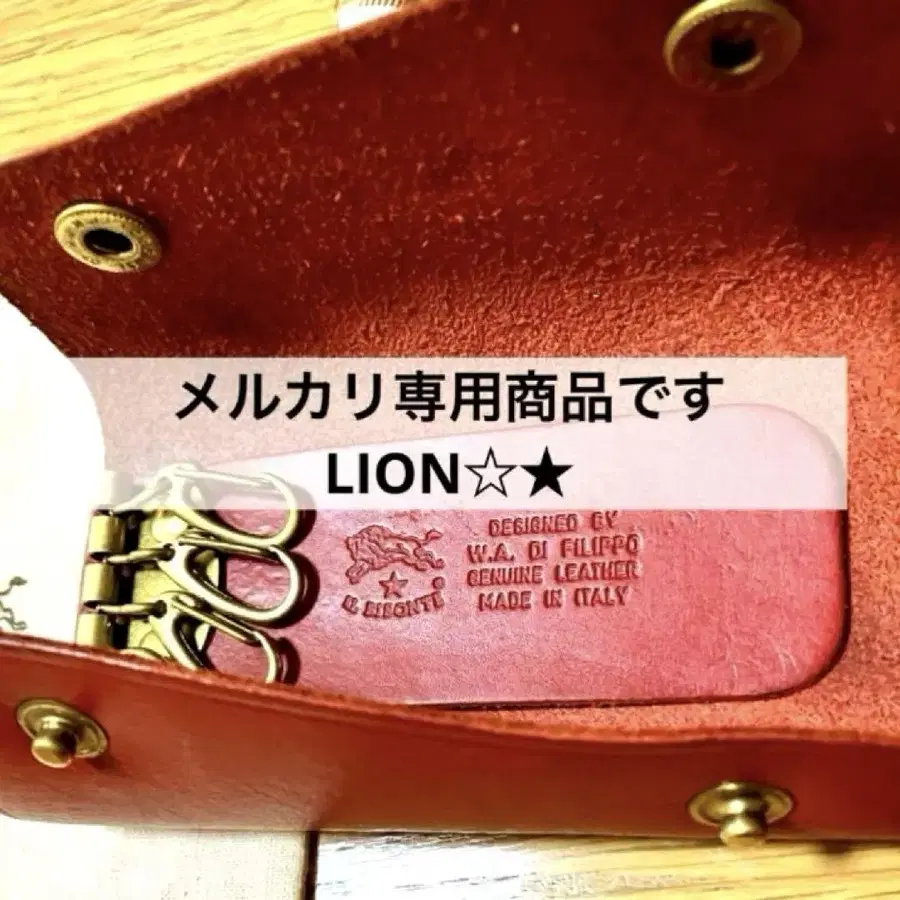 メルカリ専用商品です
LION☆★
DESIGNED BY
W.A. DI FILIPPO
GENUINE LEATHER
MADE IN ITALY
IL BISONTE